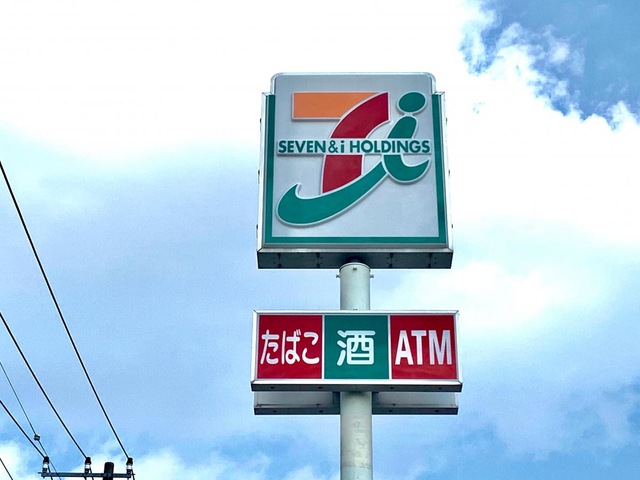 SEVEN & i HOLDINGS
たばこ 酒 ATM